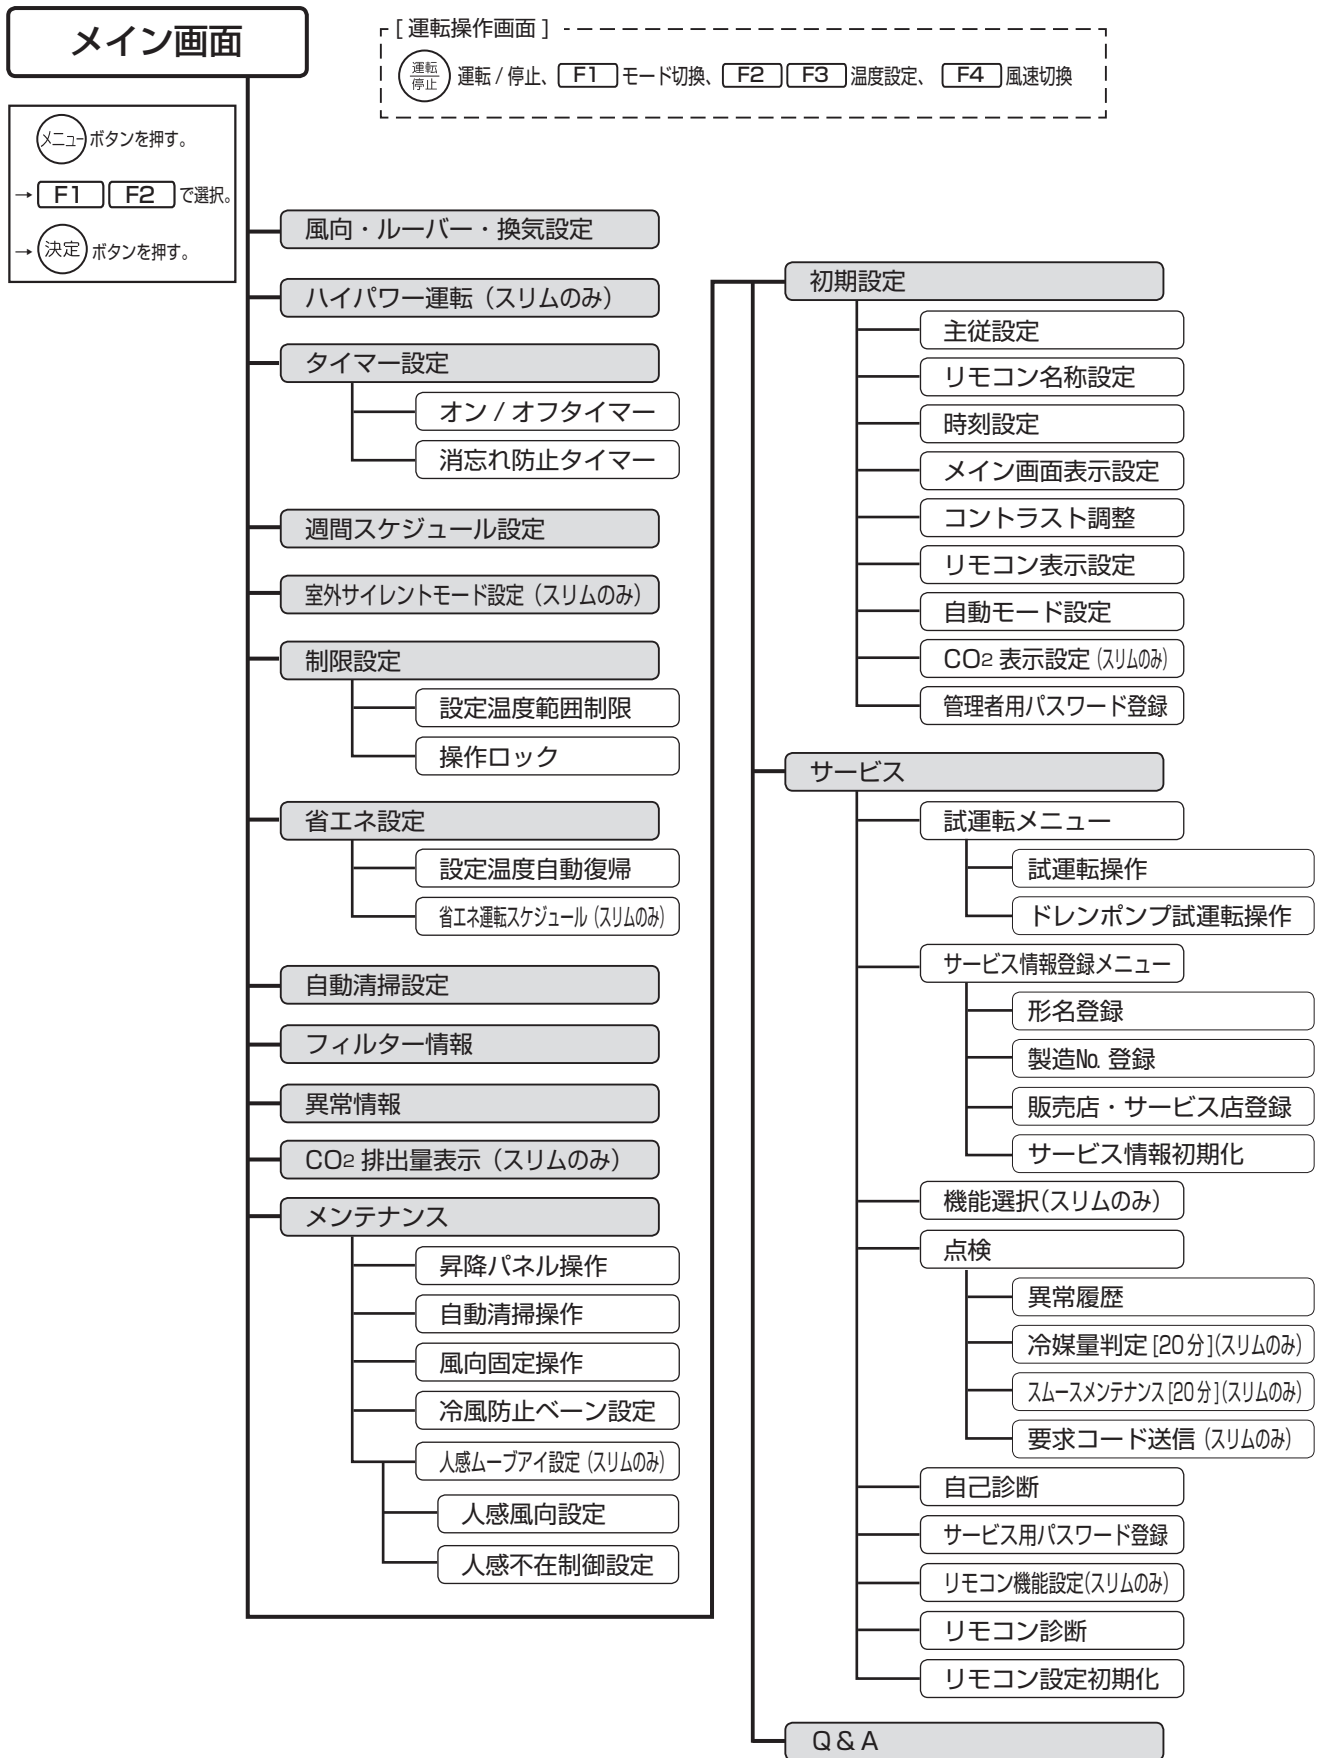 メイン画面
[ 運転操作画面 ]
運転
停止 運転 / 停止、 F1 モード切換、 F2 F3 温度設定、 F4 風速切換
メニューボタンを押す。
→ F1 F2 で選択。
→ 決定 ボタンを押す。
風向・ルーバー・換気設定
ハイパワー運転（スリムのみ）
タイマー設定
オン / オフタイマー
消忘れ防止タイマー
週間スケジュール設定
室外サイレントモード設定（スリムのみ）
制限設定
設定温度範囲制限
操作ロック
省エネ設定
設定温度自動復帰
省エネ運転スケジュール（スリムのみ）
自動清掃設定
フィルター情報
異常情報
CO2 排出量表示（スリムのみ）
メンテナンス
昇降パネル操作
自動清掃操作
風向固定操作
冷風防止ベーン設定
人感ムーブアイ設定（スリムのみ）
人感風向設定
人感不在制御設定
初期設定
主従設定
リモコン名称設定
時刻設定
メイン画面表示設定
コントラスト調整
リモコン表示設定
自動モード設定
CO2 表示設定（スリムのみ）
管理者用パスワード登録
サービス
試運転メニュー
試運転操作
ドレンポンプ試運転操作
サービス情報登録メニュー
形名登録
製造No. 登録
販売店・サービス店登録
サービス情報初期化
機能選択（スリムのみ）
点検
異常履歴
冷媒量判定 [20分]（スリムのみ）
スムースメンテナンス [20分]（スリムのみ）
要求コード送信（スリムのみ）
自己診断
サービス用パスワード登録
リモコン機能設定（スリムのみ）
リモコン診断
リモコン設定初期化
Q & A